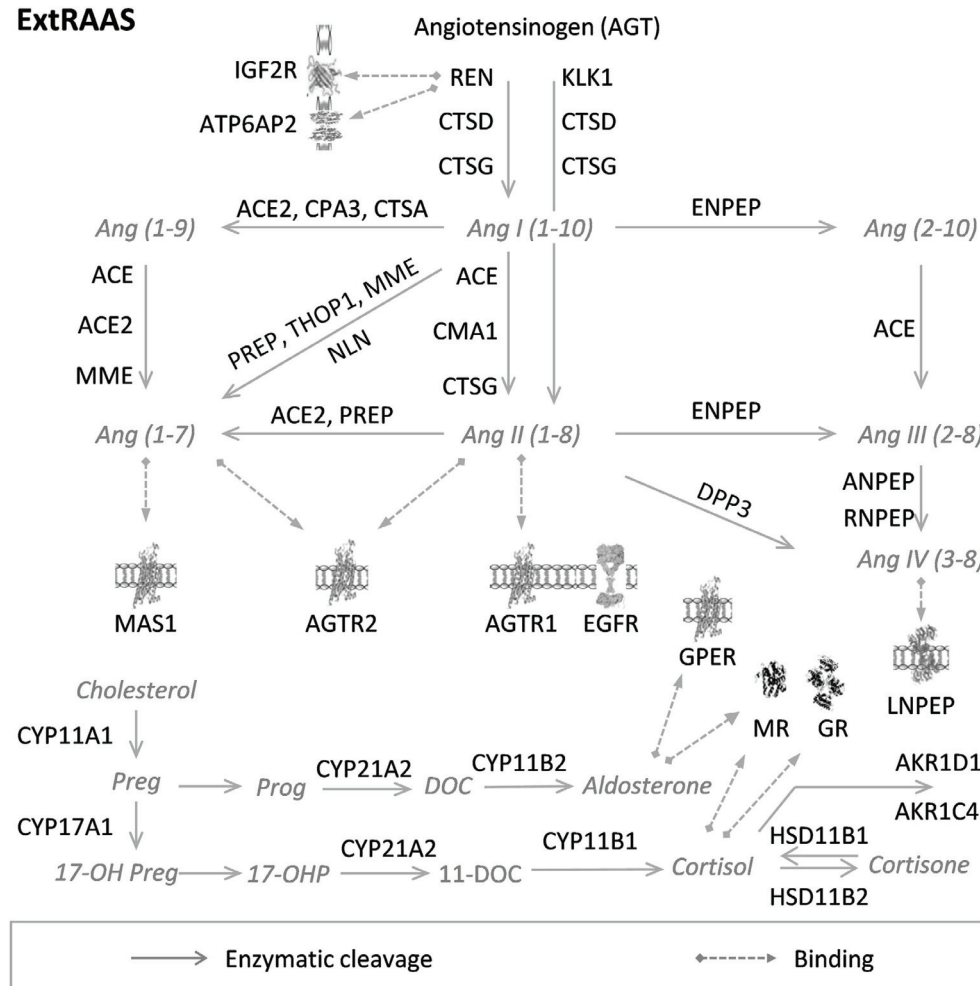 ExtRAAS
Angiotensinogen (AGT)
IGF2R
REN
KLK1
ATP6AP2
CTSD
CTSD
CTSG
CTSG
ACE2, CPA3, CTSA
ENPEP
Ang (1-9)
Ang I (1-10)
Ang (2-10)
ACE
ACE2
MME
PREP, THOP1, MME
NLN
ACE
CMA1
CTSG
ACE
ACE2, PREP
ENPEP
Ang (1-7)
Ang II (1-8)
Ang III (2-8)
DPP3
ANPEP
RNPEP
Ang IV (3-8)
MAS1
AGTR2
AGTR1
EGFR
GPER
MR
GR
LNPEP
Cholesterol
CYP11A1
Preg
Prog
CYP21A2
DOC
CYP11B2
Aldosterone
AKR1D1
AKR1C4
CYP17A1
17-OH Preg
17-OHP
CYP21A2
11-DOC
CYP11B1
Cortisol
HSD11B1
Cortisone
HSD11B2
Enzymatic cleavage
Binding